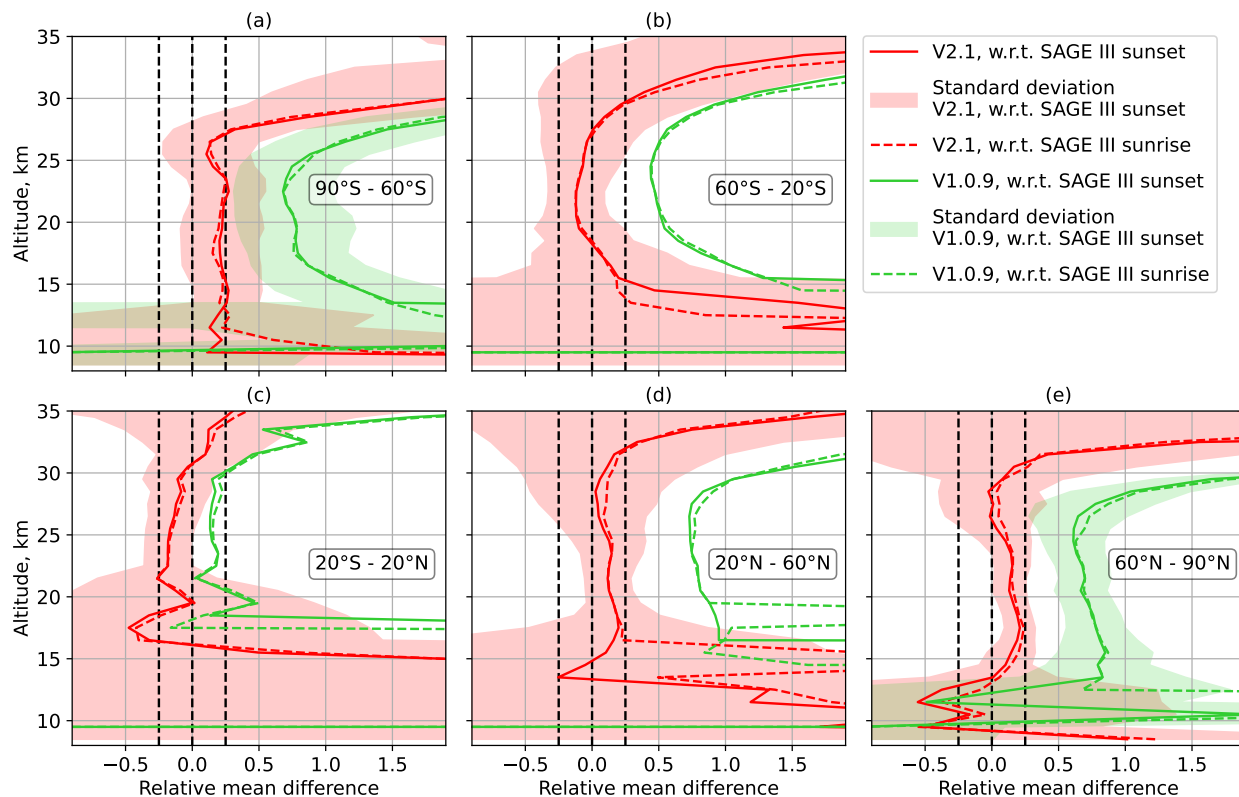 (a)
(b)
35
30
25
20
15
10
Altitude, km
90°S - 60°S
60°S - 20°S
V2.1, w.r.t. SAGE III sunset
Standard deviation
V2.1, w.r.t. SAGE III sunset
V2.1, w.r.t. SAGE III sunrise
V1.0.9, w.r.t. SAGE III sunset
Standard deviation
V1.0.9, w.r.t. SAGE III sunset
V1.0.9, w.r.t. SAGE III sunrise
(c)
(d)
(e)
35
30
25
20
15
10
Altitude, km
20°S - 20°N
20°N - 60°N
60°N - 90°N
−0.5 0.0 0.5 1.0 1.5
−0.5 0.0 0.5 1.0 1.5
−0.5 0.0 0.5 1.0 1.5
Relative mean difference
Relative mean difference
Relative mean difference